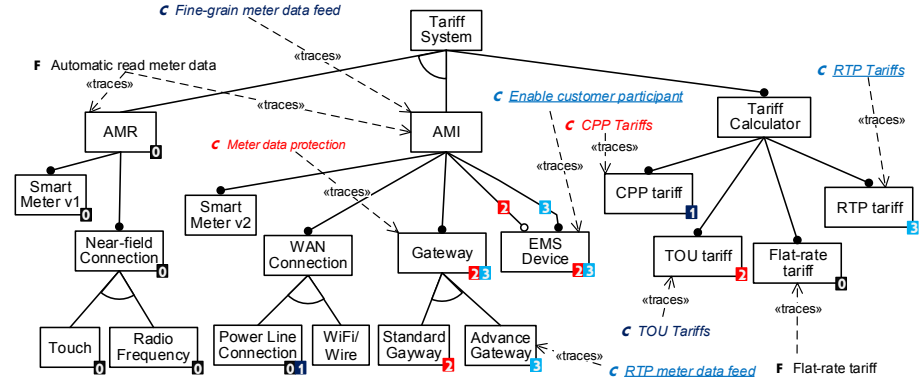 C Fine-grain meter data feed
Tariff
System
F Automatic read meter data
«traces»
«traces»
«traces»
C Enable customer participant
C RTP Tariffs
AMR
0
AMI
C Meter data protection
C CPP Tariffs
Tariff
Calculator
«traces»
«traces»
«traces»
«traces»
Smart
Meter v1
0
Smart
Meter v2
2
3
CPP tariff
1
RTP tariff
3
Near-field
Connection
0
WAN
Connection
Gateway
2 3
EMS
Device
2 3
TOU tariff
2
Flat-rate
tariff
0
«traces»
«traces»
Touch
0
Radio
Frequency
0
Power Line
Connection
0 1
WiFi/
Wire
Standard
Gayway
2
Advance
Gateway
3
«traces»
C TOU Tariffs
C RTP meter data feed
F Flat-rate tariff